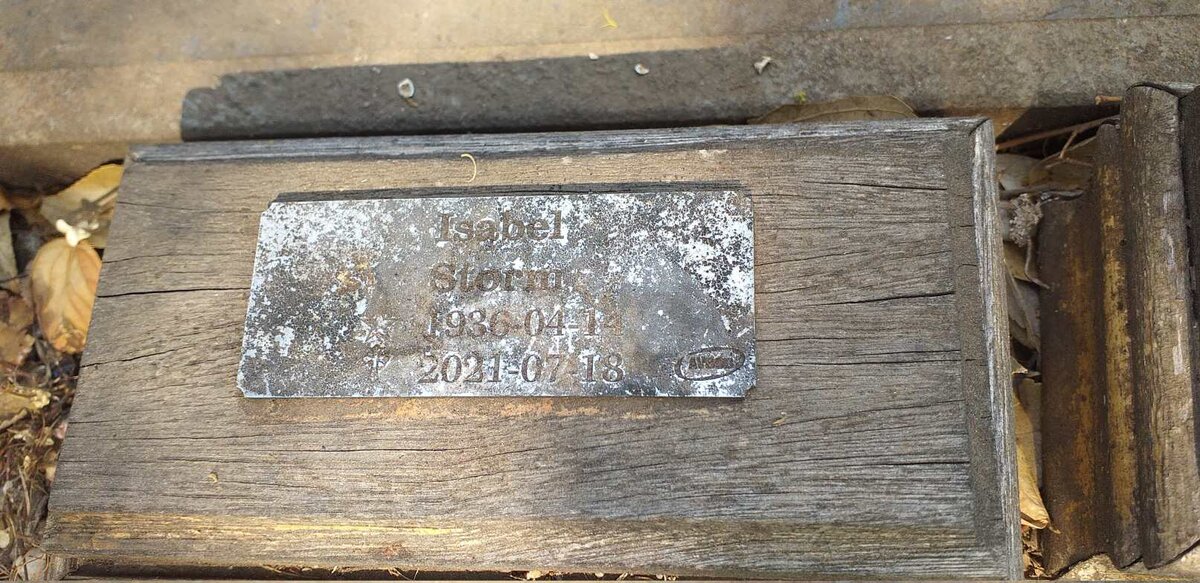 Isabel
Storm
* 1936-04-14
✝ 2021-07-18